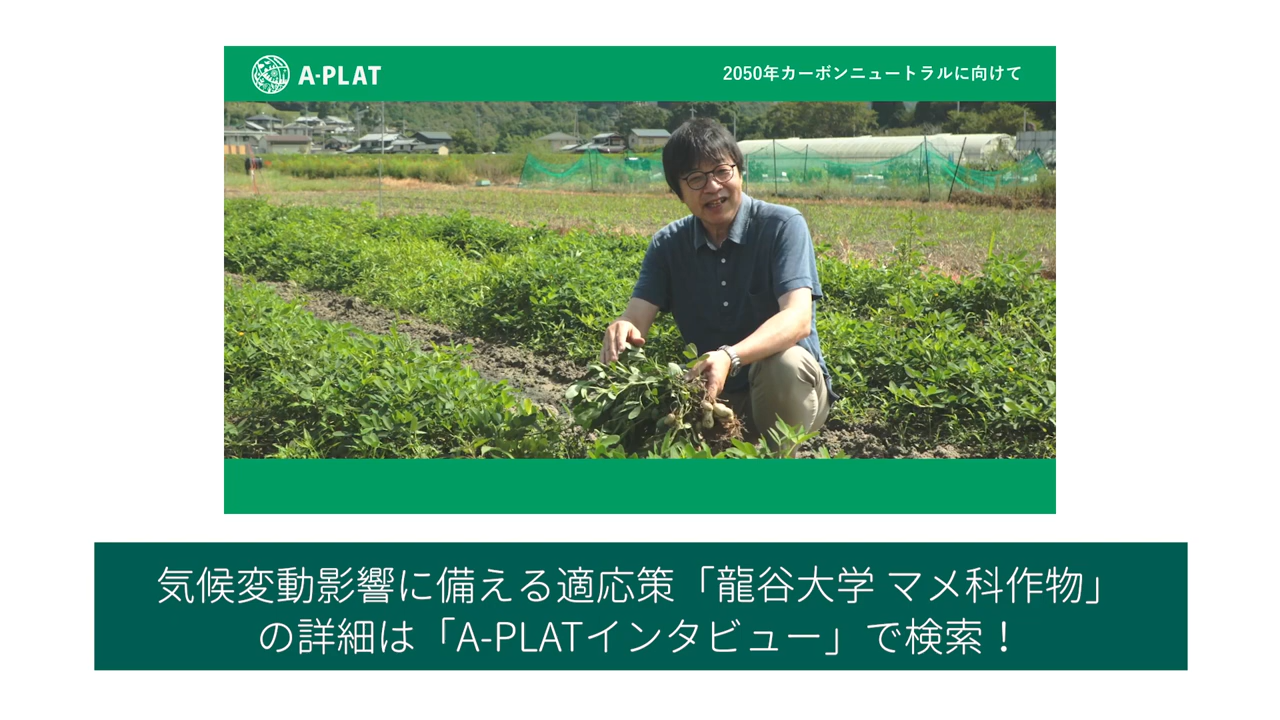 A-PLAT
2050年カーボンニュートラルに向けて
気候変動影響に備える適応策「龍谷大学 マメ科作物」
の詳細は「A-PLATインタビュー」で検索！